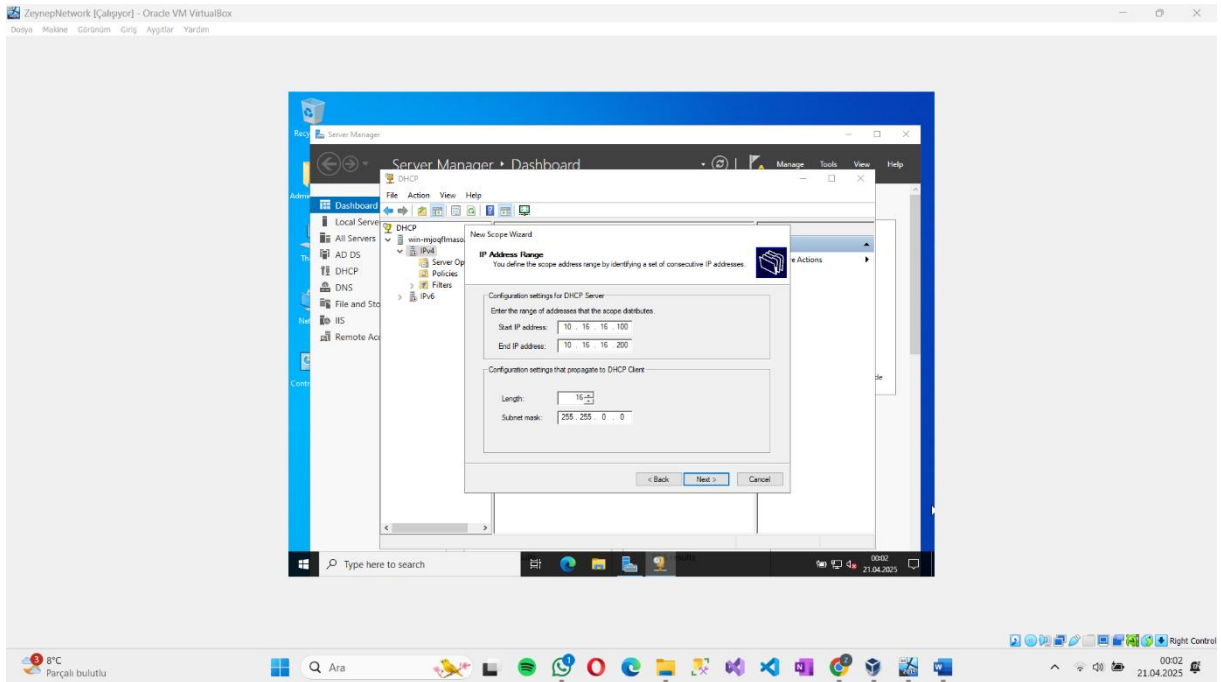 ZeynepNetwork [Çalışıyor] - Oracle VM VirtualBox
Dosya Makine Görünüm Giriş Aygıtlar Yardım
Server Manager
Server Manager • Dashboard
Manage Tools View Help
DHCP
File Action View Help
Dashboard
Local Serve
All Servers
AD DS
DHCP
DNS
File and Sto
IIS
Remote Acc
DHCP
IPv4
Server Op
Policies
Filters
IPv6
New Scope Wizard
IP Address Range
You define the scope address range by identifying a set of consecutive IP addresses.
Configuration settings for DHCP Server
Enter the range of addresses that the scope distributes.
Start IP address: 10 . 16 . 16 . 100
End IP address: 10 . 16 . 16 . 200
Configuration settings that propagate to DHCP Client
Length: 16
Subnet mask: 255 . 255 . 0 . 0
< Back Next > Cancel
e Actions
Type here to search
00:02
21.04.2025
Right Control
3
8°C
Parçalı bulutlu
Ara
2
00:02
21.04.2025